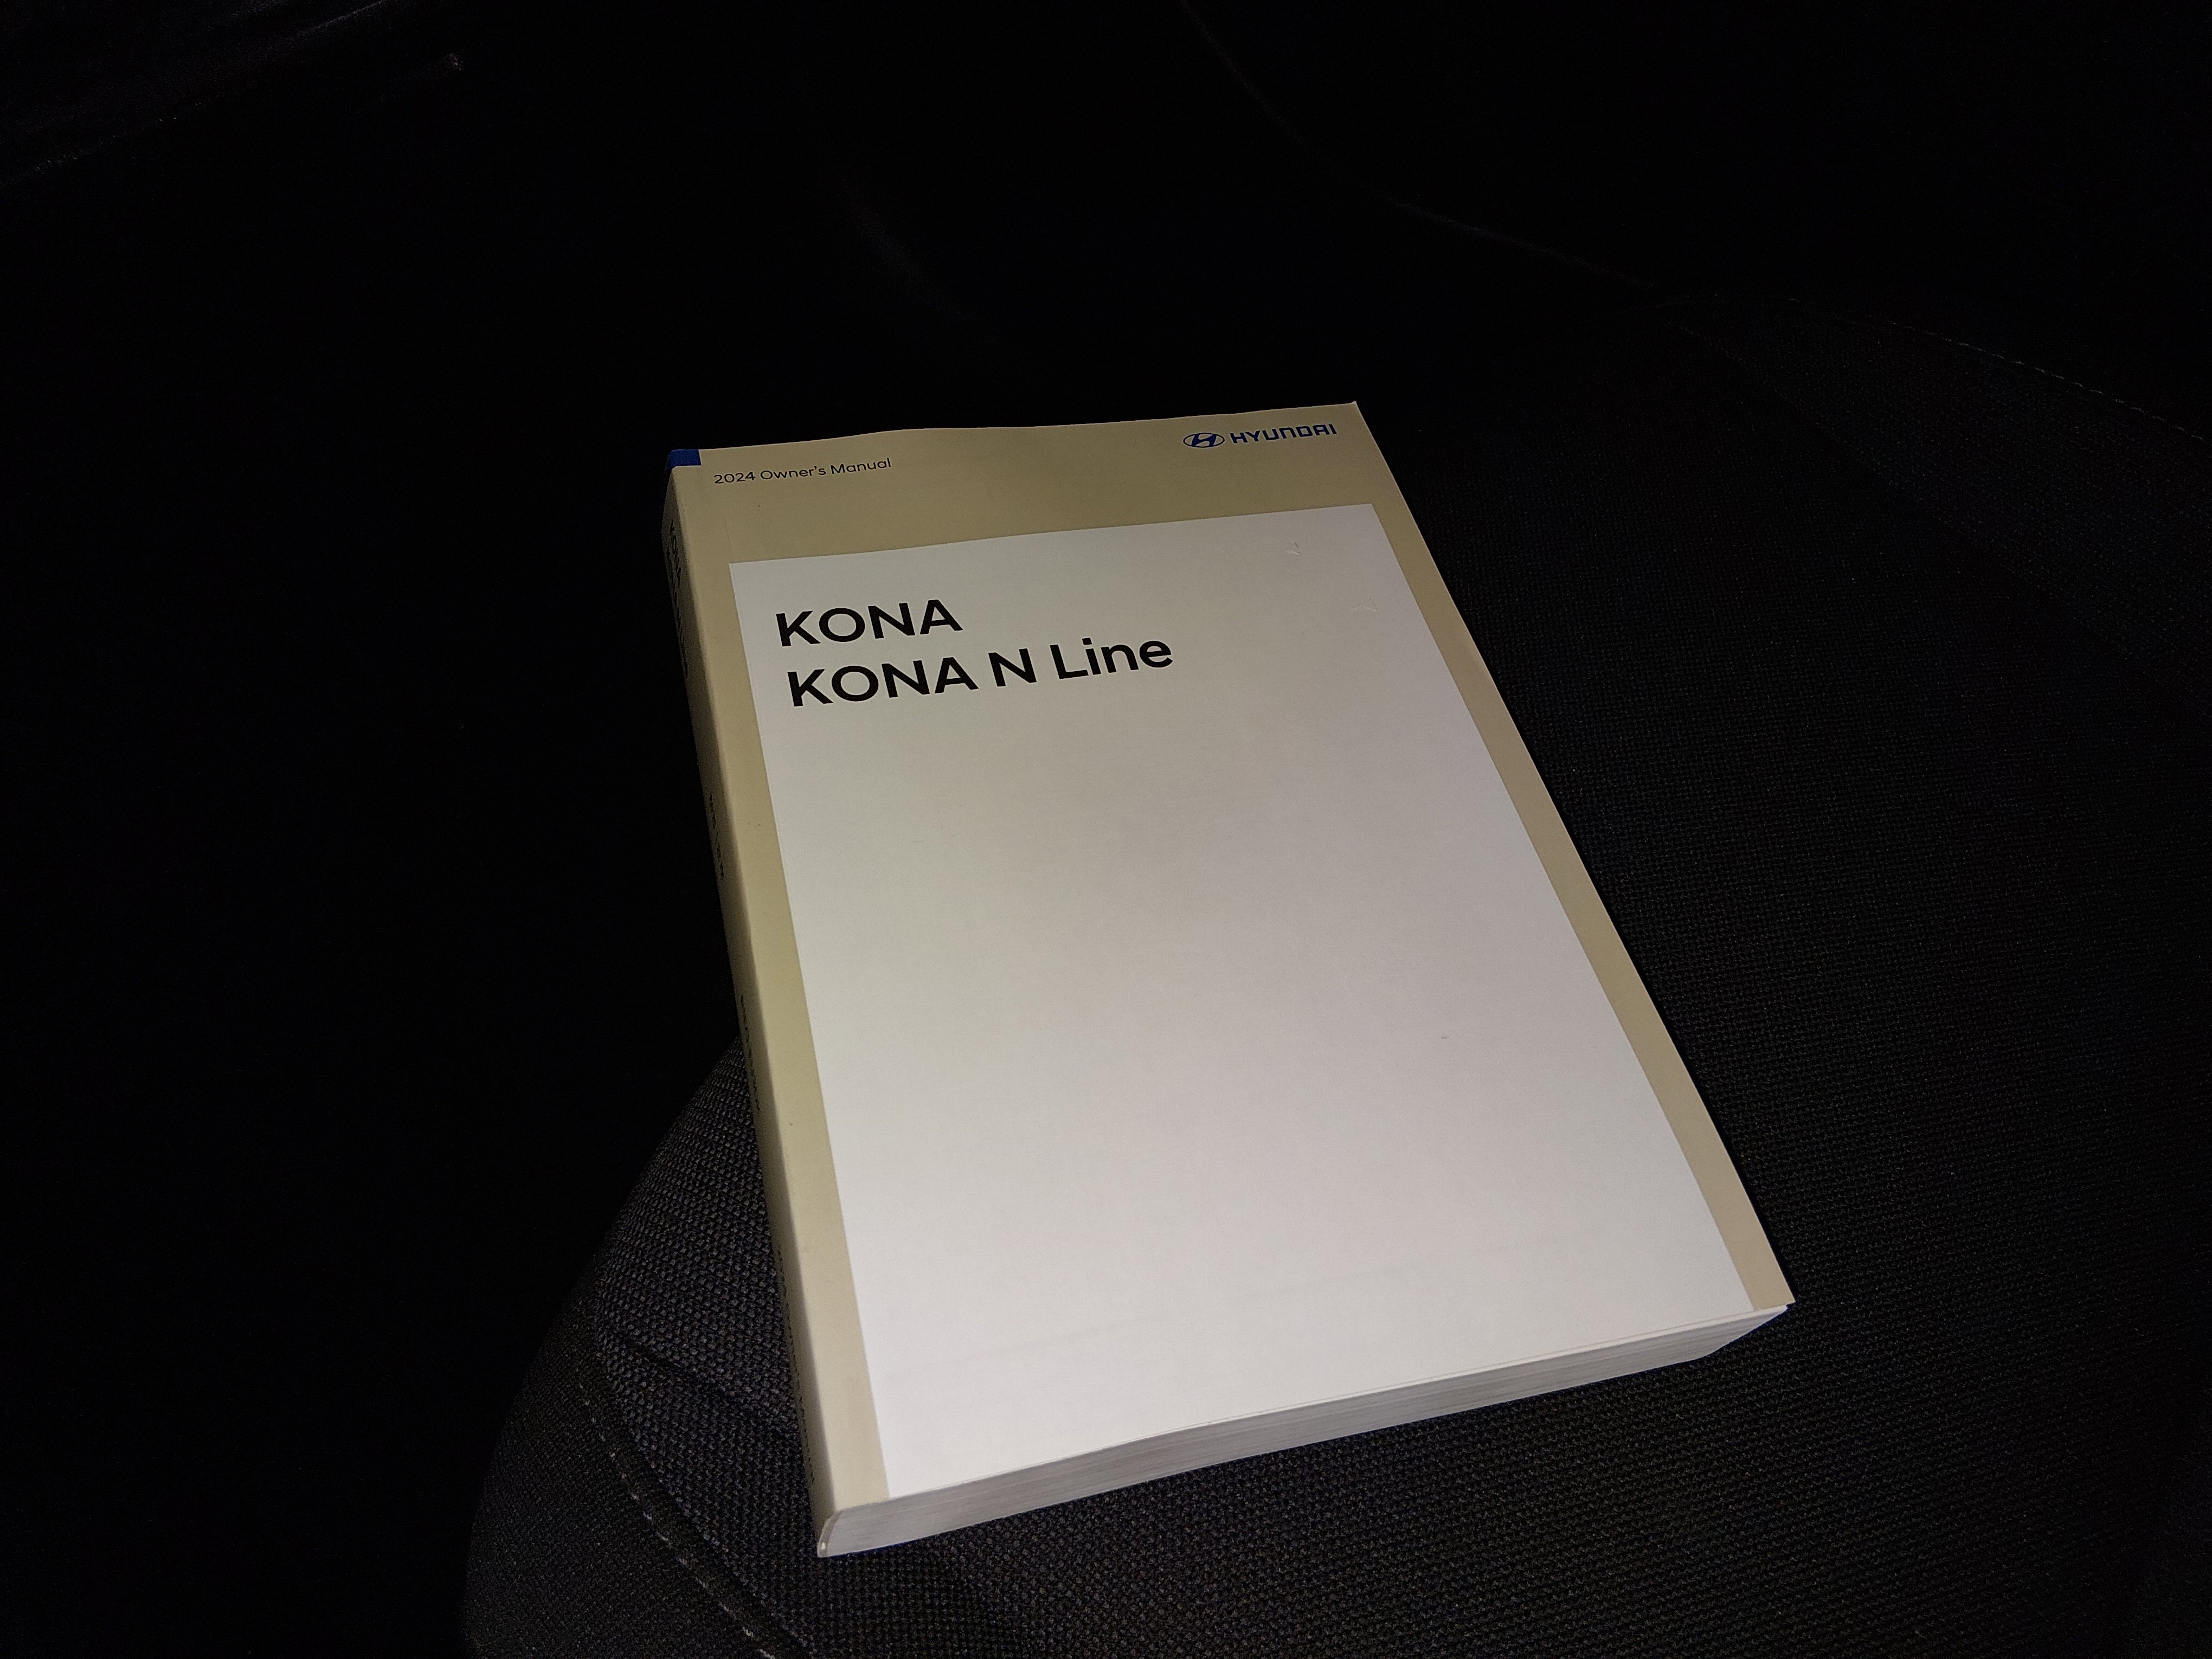 2024 Owner's Manual
HYUNDAI
KONA
KONA N Line